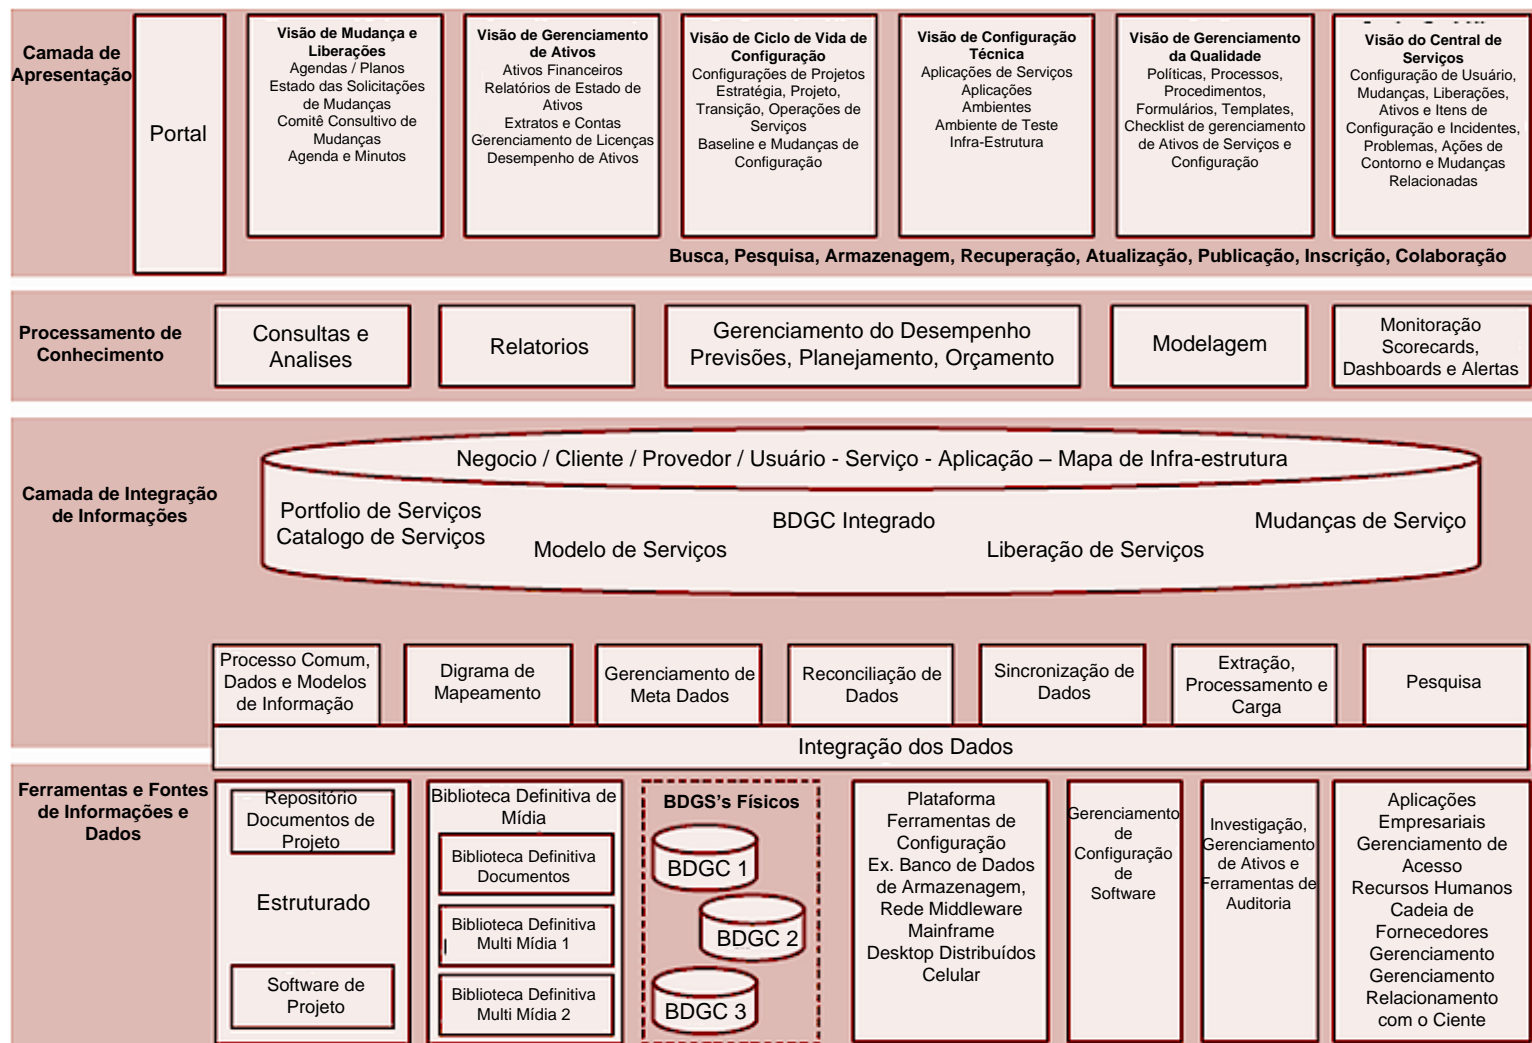 Camada de
Apresentação
Portal
Visão de Mudança e
Liberações
Agendas / Planos
Estado das Solicitações
de Mudanças
Comitê Consultivo de
Mudanças
Agenda e Minutos
Visão de Gerenciamento
de Ativos
Ativos Financeiros
Relatórios de Estado de
Ativos
Extratos e Contas
Gerenciamento de Licenças
Desempenho de Ativos
Visão de Ciclo de Vida de
Configuração
Configurações de Projetos
Estratégia, Projeto,
Transição, Operações de
Serviços
Baseline e Mudanças de
Configuração
Visão de Configuração
Técnica
Aplicações de Serviços
Aplicações
Ambientes
Ambiente de Teste
Infra-Estrutura
Visão de Gerenciamento
da Qualidade
Políticas, Processos,
Procedimentos,
Formulários, Templates,
Checklist de gerenciamento
de Ativos de Serviços e
Configuração
Visão do Central de
Serviços
Configuração de Usuário,
Mudanças, Liberações,
Ativos e Itens de
Configuração e Incidentes,
Problemas, Ações de
Contorno e Mudanças
Relacionadas
Busca, Pesquisa, Armazenagem, Recuperação, Atualização, Publicação, Inscrição, Colaboração
Processamento de
Conhecimento
Consultas e
Analises
Relatorios
Gerenciamento do Desempenho
Previsões, Planejamento, Orçamento
Modelagem
Monitoração
Scorecards,
Dashboards e Alertas
Camada de Integração
de Informações
Negocio / Cliente / Provedor / Usuário - Serviço - Aplicação – Mapa de Infra-estrutura
Portfolio de Serviços
Catalogo de Serviços
Modelo de Serviços
BDGC Integrado
Liberação de Serviços
Mudanças de Serviço
Processo Comum,
Dados e Modelos
de Informação
Digrama de
Mapeamento
Gerenciamento de
Meta Dados
Reconciliação de
Dados
Sincronização de
Dados
Extração,
Processamento e
Carga
Pesquisa
Integração dos Dados
Ferramentas e Fontes
de Informações e
Dados
Repositório
Documentos de
Projeto
Estruturado
Software de
Projeto
Biblioteca Definitiva de
Mídia
Biblioteca Definitiva
Documentos
Biblioteca Definitiva
Multi Mídia 1
Biblioteca Definitiva
Multi Mídia 2
BDGS's Físicos
BDGC 1
BDGC 2
BDGC 3
Plataforma
Ferramentas de
Configuração
Ex. Banco de Dados
de Armazenagem,
Rede Middleware
Mainframe
Desktop Distribuídos
Celular
Gerenciamento
de
Configuração
de
Software
Investigação,
Gerenciamento
de Ativos e
Ferramentas de
Auditoria
Aplicações
Empresariais
Gerenciamento de
Acesso
Recursos Humanos
Cadeia de
Fornecedores
Gerenciamento
Gerenciamento
Relacionamento
com o Ciente